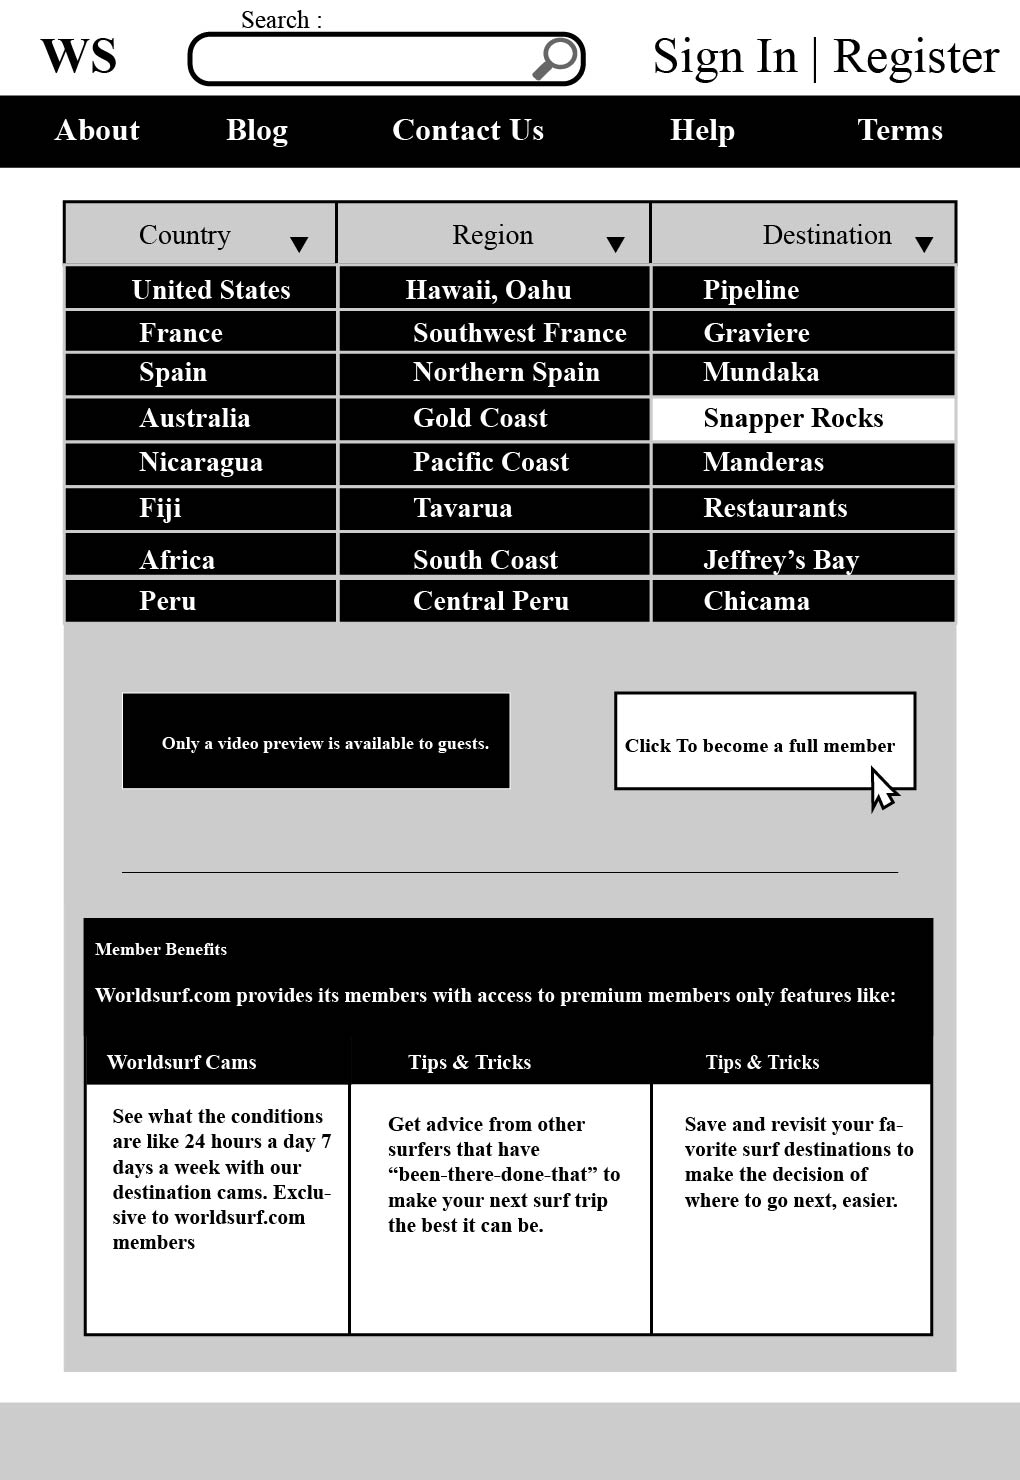 Search :
WS
Sign In | Register
About Blog Contact Us Help Terms
Country Region Destination
United States Hawaii, Oahu Pipeline
France Southwest France Graviere
Spain Northern Spain Mundaka
Australia Gold Coast Snapper Rocks
Nicaragua Pacific Coast Manderas
Fiji Tavarua Restaurants
Africa South Coast Jeffrey’s Bay
Peru Central Peru Chicama
Only a video preview is available to guests.
Click To become a full member
Member Benefits
Worldsurf.com provides its members with access to premium members only features like:
Worldsurf Cams
See what the conditions
are like 24 hours a day 7
days a week with our
destination cams. Exclu-
sive to worldsurf.com
members
Tips & Tricks
Get advice from other
surfers that have
“been-there-done-that” to
make your next surf trip
the best it can be.
Tips & Tricks
Save and revisit your fa-
vorite surf destinations to
make the decision of
where to go next, easier.